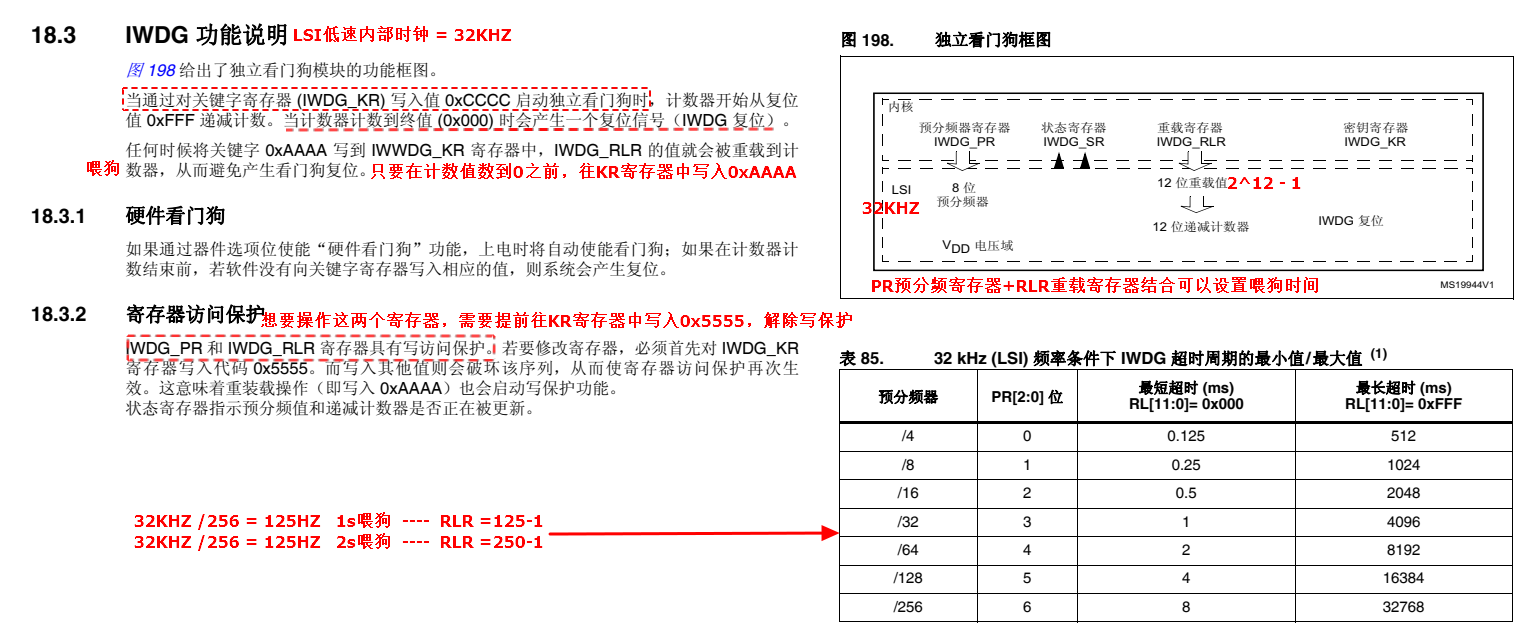 18.3 IWDG 功能说明 LSI低速内部时钟 = 32KHZ
图 198 给出了独立看门狗模块的功能框图。
当通过对关键字寄存器 (IWDG_KR) 写入值 0xCCCC 启动独立看门狗时，计数器开始从复位
值 0xFFF 递减计数。当计数器计数到终值 (0x000) 时会产生一个复位信号（IWDG 复位）。
任何时候将关键字 0xAAAA 写到 IWWDG_KR 寄存器中，IWDG_RLR 的值就会被重载到计
喂狗 数器，从而避免产生看门狗复位。只要在计数值数到0之前，往KR寄存器中写入0xAAAA
18.3.1 硬件看门狗
如果通过器件选项位使能“硬件看门狗”功能，上电时将自动使能看门狗；如果在计数器计
数结束前，若软件没有向关键字寄存器写入相应的值，则系统会产生复位。
18.3.2 寄存器访问保护 想要操作这两个寄存器，需要提前往KR寄存器中写入0x5555，解除写保护
IWDG_PR 和 IWDG_RLR 寄存器具有写访问保护。若要修改寄存器，必须首先对 IWDG_KR
寄存器写入代码 0x5555。而写入其他值则会破坏该序列，从而使寄存器访问保护再次生
效。这意味着重装载操作（即写入 0xAAAA）也会启动写保护功能。
状态寄存器指示预分频值和递减计数器是否正在被更新。
32KHZ /256 = 125HZ 1s喂狗 ---- RLR =125-1
32KHZ /256 = 125HZ 2s喂狗 ---- RLR =250-1
图 198. 独立看门狗框图
内核
预分频器寄存器 状态寄存器 重载寄存器 密钥寄存器
IWDG_PR IWDG_SR IWDG_RLR IWDG_KR
LSI 8 位 12 位重载值 2^12 - 1
32KHZ 预分频器
12 位递减计数器 IWDG 复位
VDD 电压域
PR预分频寄存器+RLR重载寄存器结合可以设置喂狗时间
MS19944V1
表 85. 32 kHz (LSI) 频率条件下 IWDG 超时周期的最小值/最大值 (1)
预分频器 PR[2:0] 位 最短超时 (ms) RL[11:0]= 0x000 最长超时 (ms) RL[11:0]= 0xFFF
/4 0 0.125 512
/8 1 0.25 1024
/16 2 0.5 2048
/32 3 1 4096
/64 4 2 8192
/128 5 4 16384
/256 6 8 32768